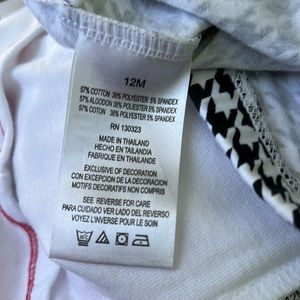 12M
57% COTTON 38% POLYESTER 5% SPANDEX
57% ALGODON 38% POLYESTER 5% SPANDEX
57% COTON 38% POLYESTER 5% SPANDEX
RN 130323
MADE IN THAILAND
HECHO EN TAILANDIA
FABRIQUE EN THAILANDE
EXCLUSIVE OF DECORATION
CON EXCEPCION DE LA DECORACION
MOTIFS DECORATIFS NON COMPRIS
SEE REVERSE FOR CARE
PARA CUIDADO VER LADO DEL REVERSO
VOYEZ L'INVERSE POUR LE SOIN